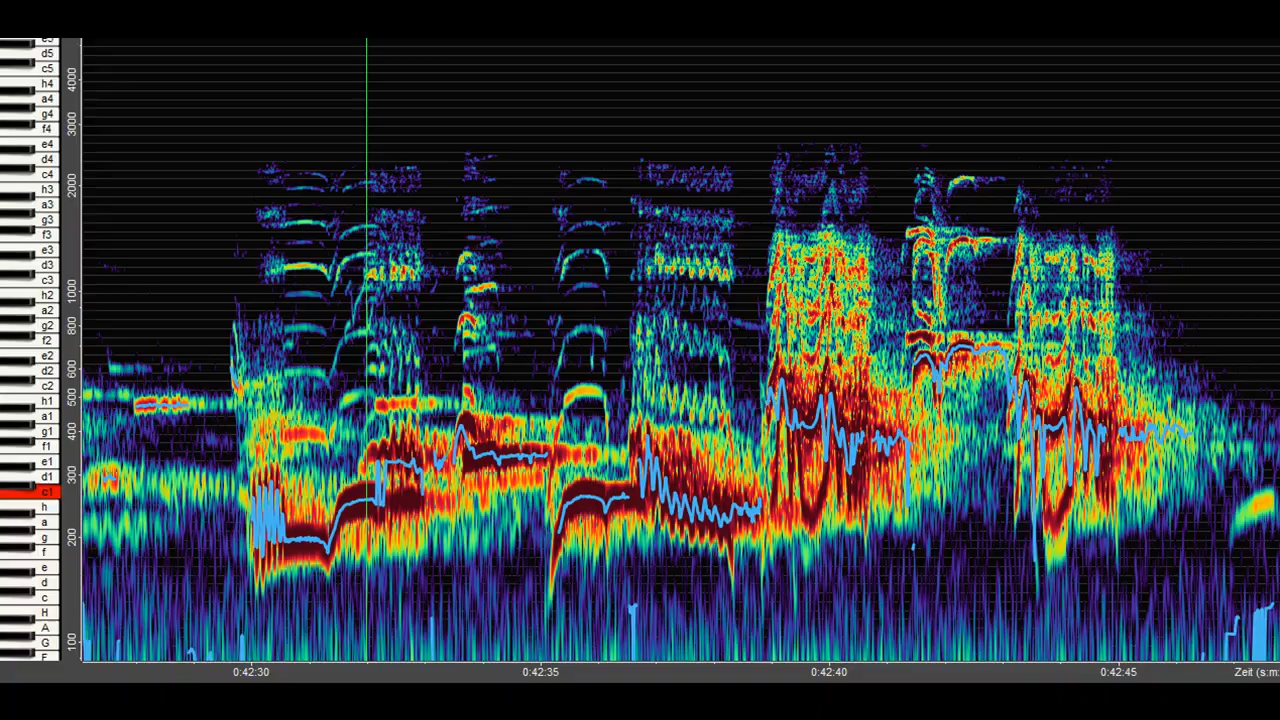 e5
d5
c5
h4
a4
g4
f4
e4
d4
c4
h3
a3
g3
f3
e3
d3
c3
h2
a2
g2
f2
e2
d2
c2
h1
a1
g1
f1
e1
d1
c1
h
a
g
f
e
d
c
H
A
G
F
4000
3000
2000
1000
800
600
500
400
300
200
100
0:42:30 0:42:35 0:42:40 0:42:45 Zeit (s:m: